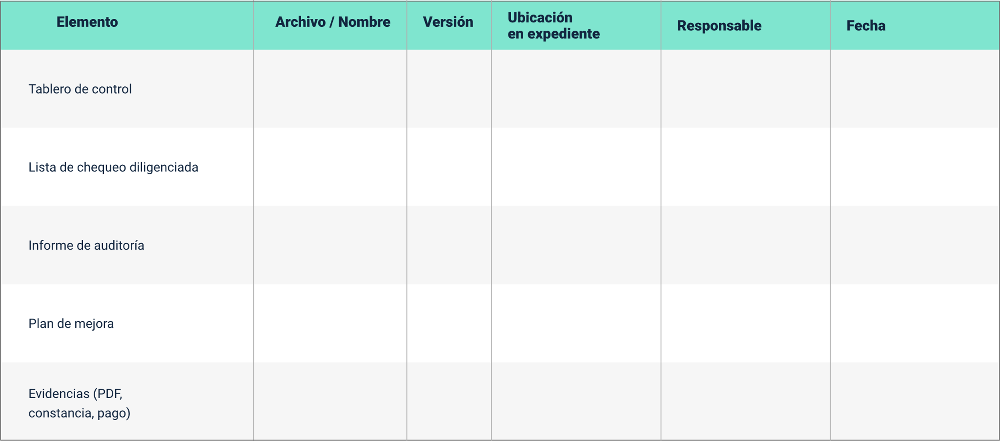 Elemento
Archivo / Nombre
Versión
Ubicación
en expediente
Responsable
Fecha
Tablero de control
Lista de chequeo diligenciada
Informe de auditoría
Plan de mejora
Evidencias (PDF,
constancia, pago)